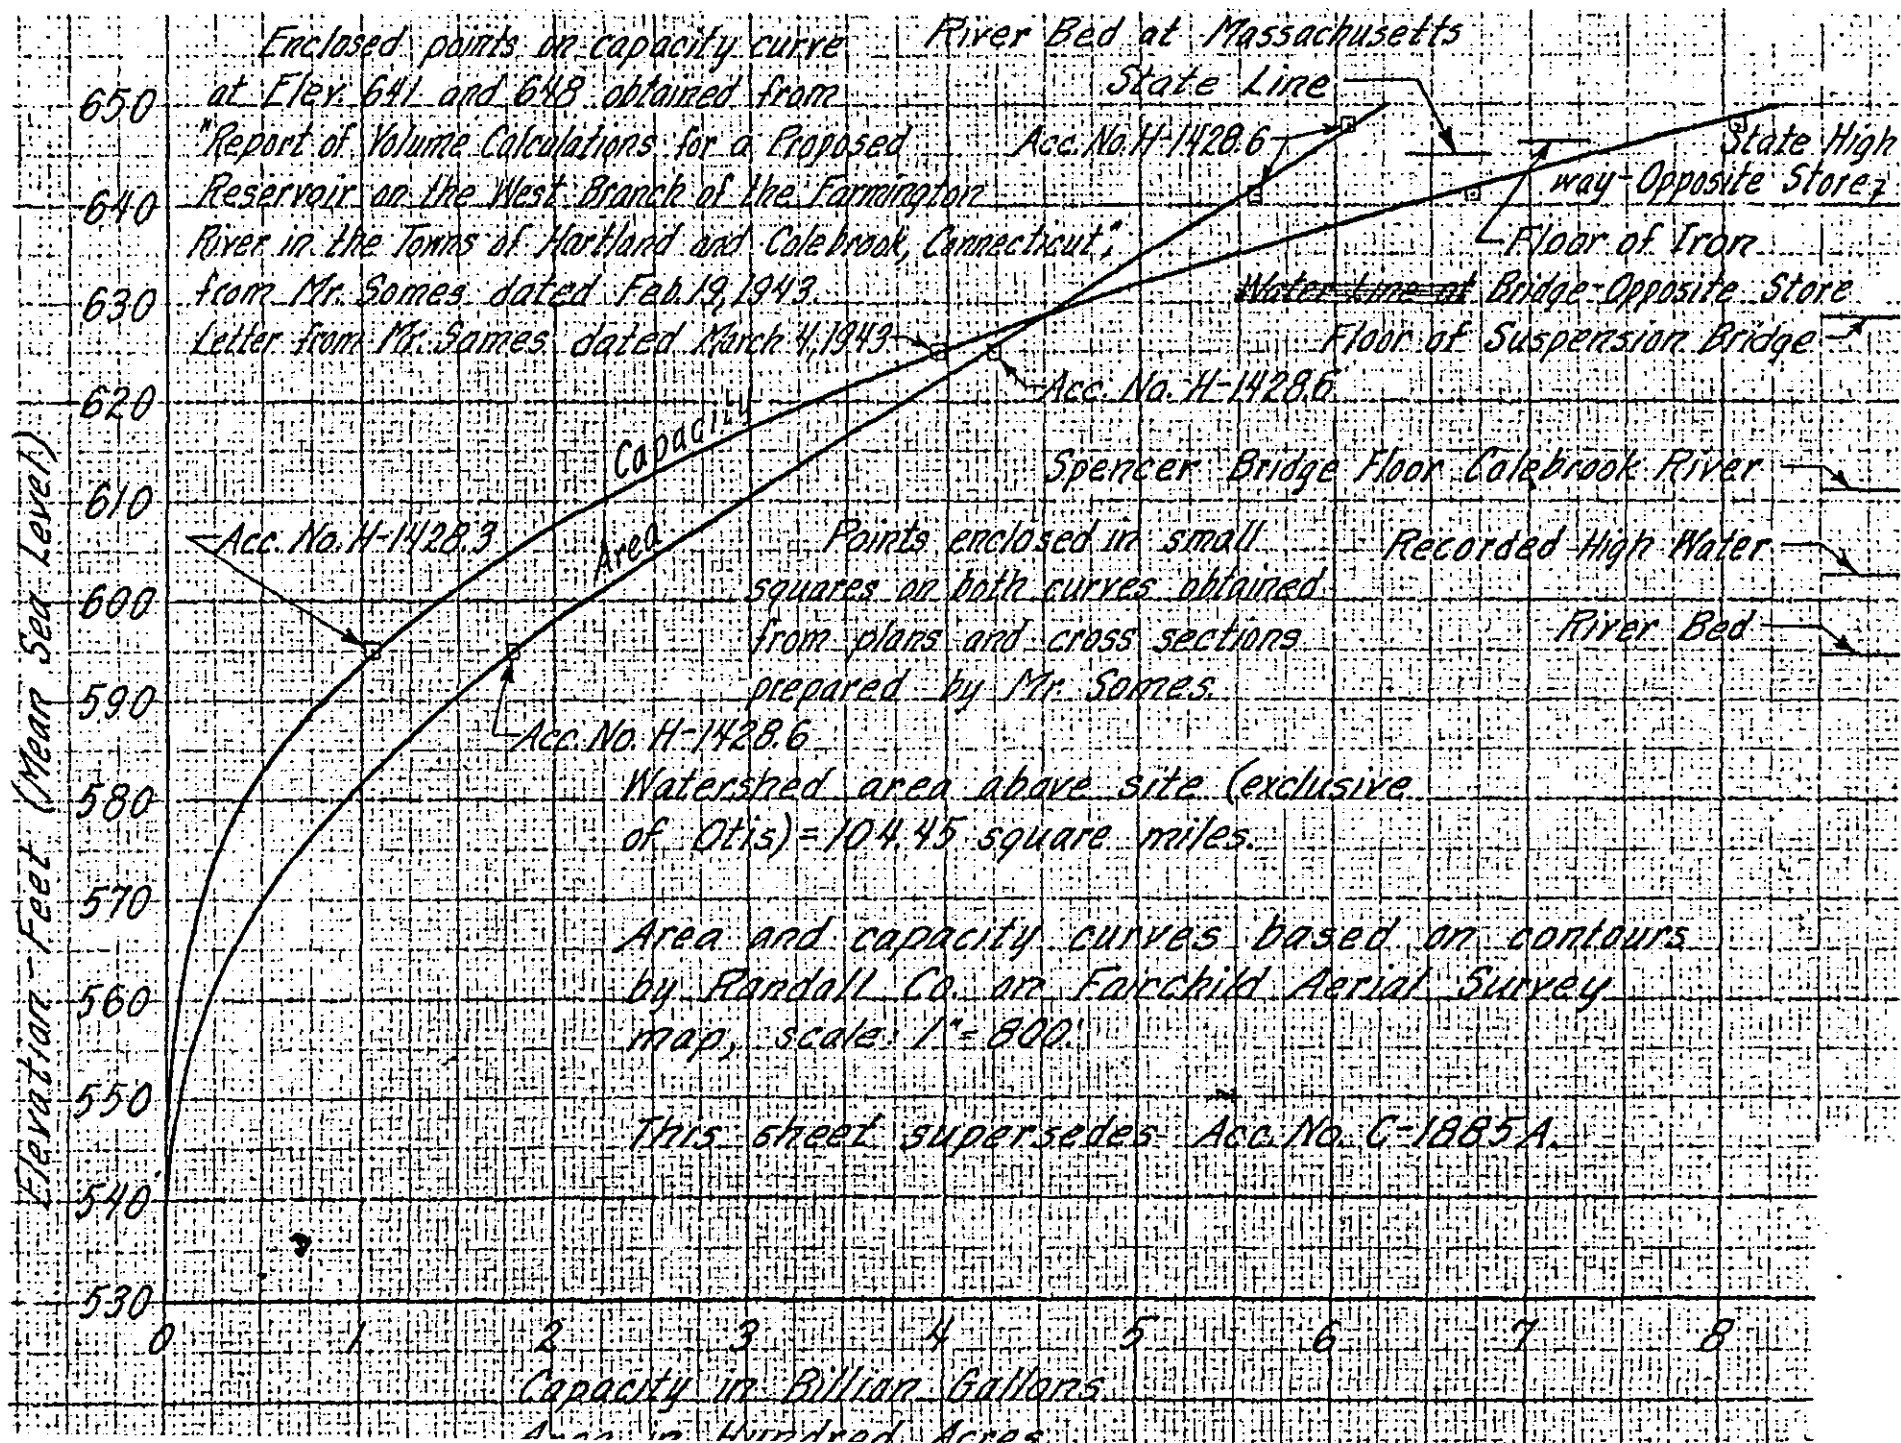 Enclosed points on capacity curve
at Elev. 641 and 648 obtained from
"Report of Volume Calculations for a Proposed
Reservoir on the West Branch of the Farmington
River in the Towns of Hartland and Colebrook, Connecticut",
from Mr. Somes dated Feb. 19, 1943.
Letter from Mr. Somes dated March 4, 1943
River Bed at Massachusetts
State Line
Acc. No. H-1428.6
State High
way-Opposite Store
Floor of Iron
Water Line at Bridge-Opposite Store
Floor of Suspension Bridge
Acc. No. H-1428.6
Capacity
Area
Spencer Bridge Floor Colebrook River
Acc. No. H-1428.3
Points enclosed in small
squares on both curves obtained
from plans and cross sections
prepared by Mr. Somes.
Recorded High Water
River Bed
Acc. No. H-1428.6
Watershed area above site (exclusive
of Otis) = 104.45 square miles.
Area and capacity curves based on contours
by Randall Co. on Fairchild Aerial Survey
map, scale: 1"= 800'.
This sheet supersedes Acc. No. C-1885A.
Elevation-Feet (Mean Sea Level)
650
640
630
620
610
600
590
580
570
560
550
540
530
0 1 2 3 4 5 6 7 8
Capacity in Billion Gallons
Area in Hundred Acres